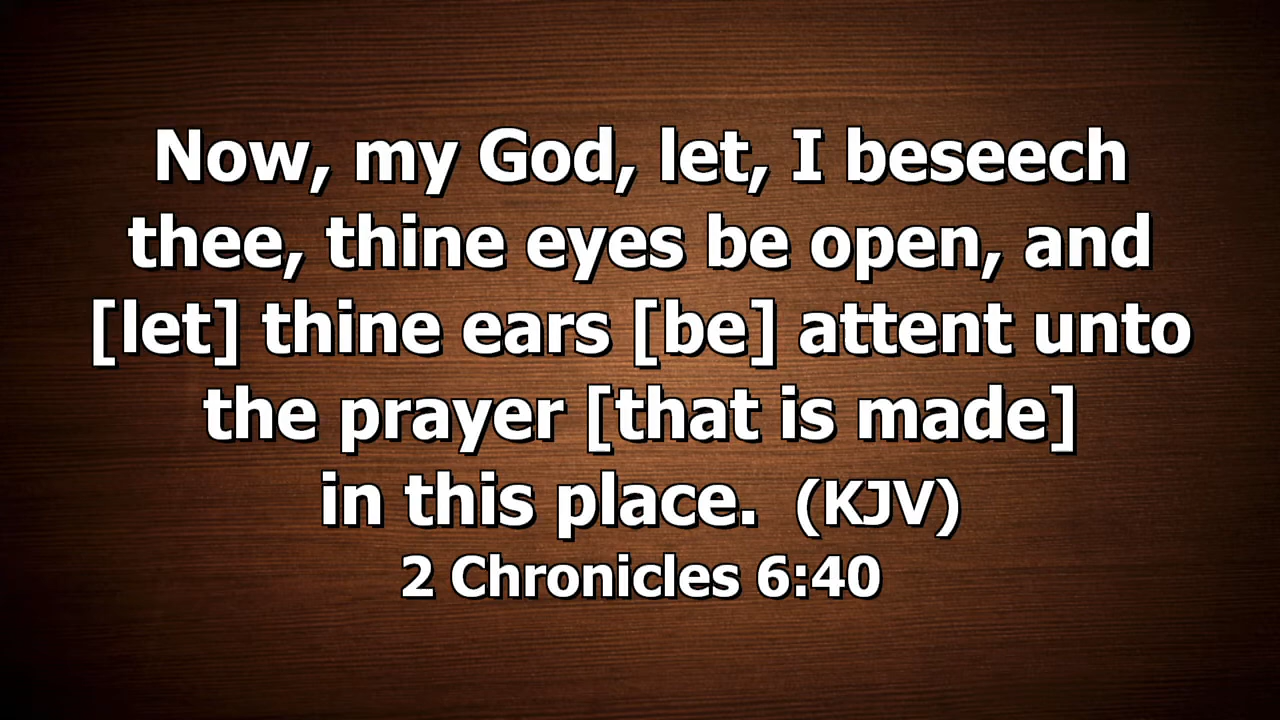 Now, my God, let, I beseech
thee, thine eyes be open, and
[let] thine ears [be] attent unto
the prayer [that is made]
in this place.  (KJV)
2 Chronicles 6:40